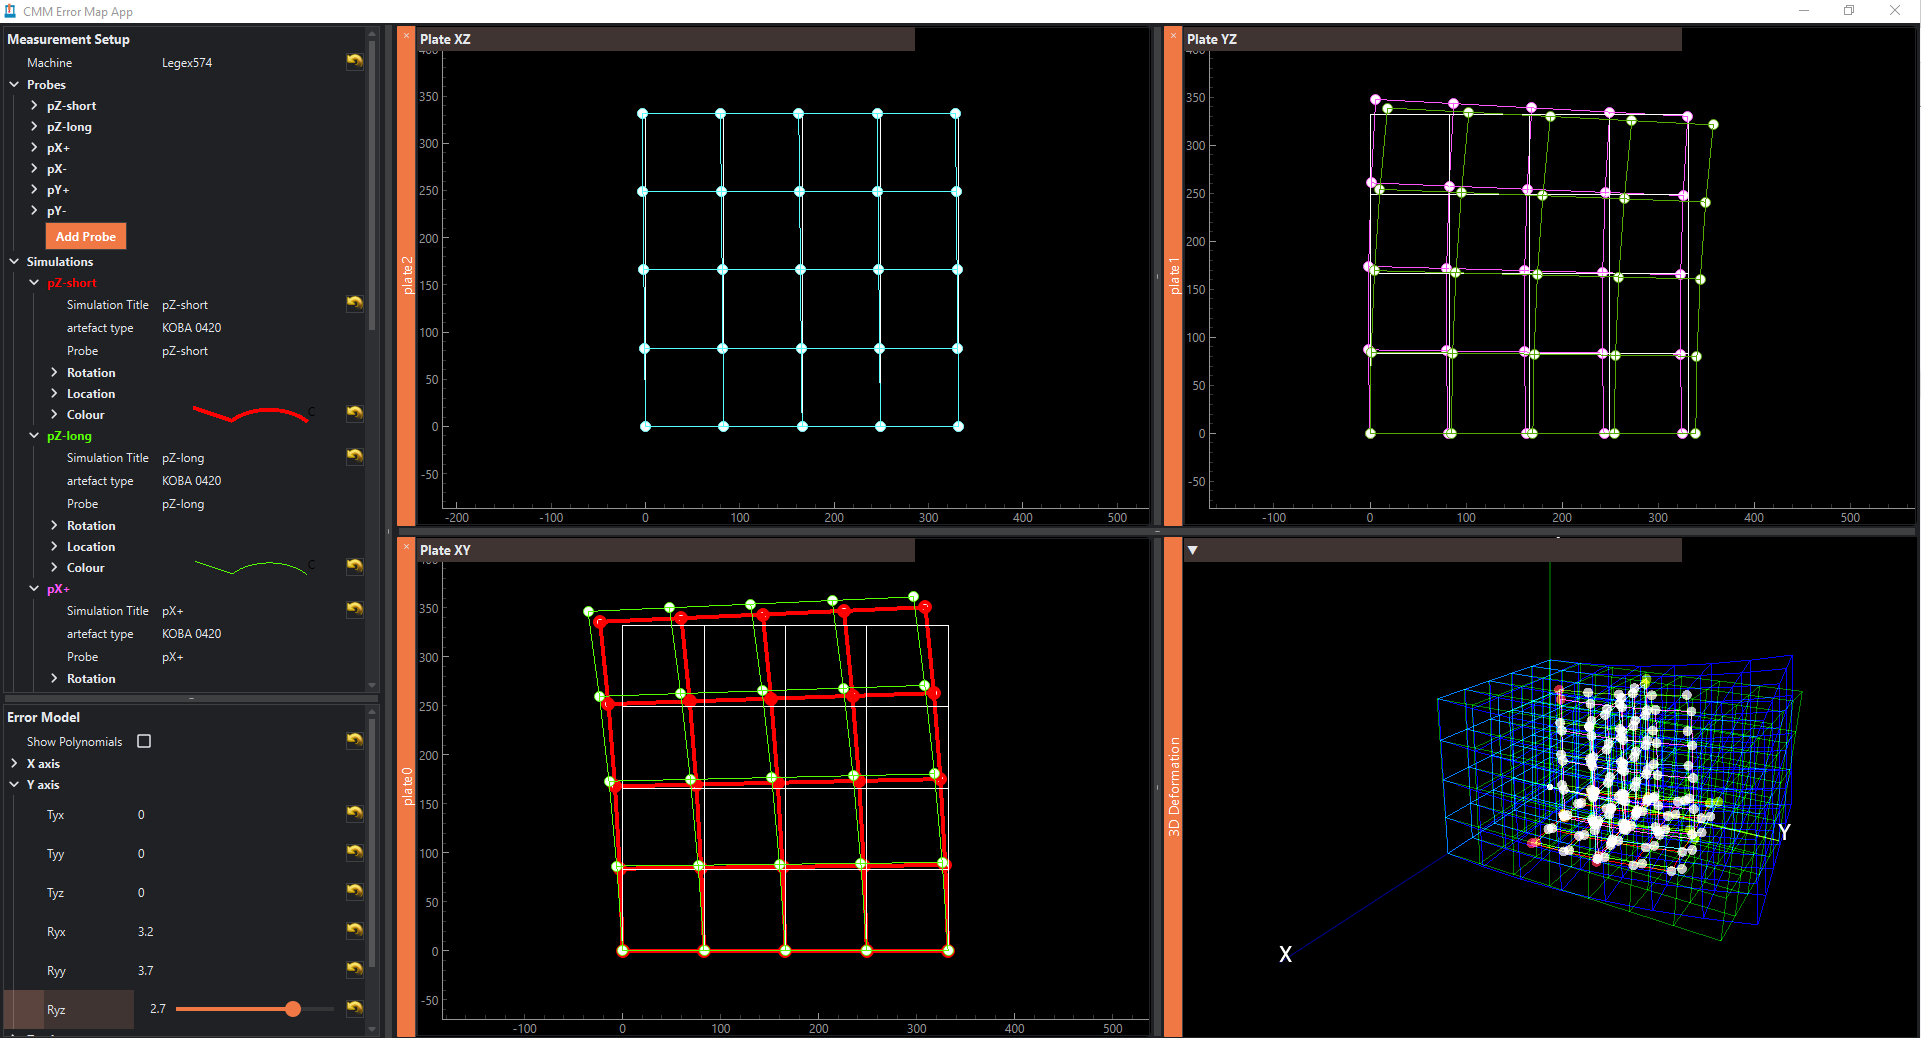 CMM Error Map App
Measurement Setup
Machine Legex574
Probes
pZ-short
pZ-long
pX+
pX-
pY+
pY-
Add Probe
Simulations
pZ-short
Simulation Title pZ-short
artefact type KOBA 0420
Probe pZ-short
Rotation
Location
Colour
pZ-long
Simulation Title pZ-long
artefact type KOBA 0420
Probe pZ-long
Rotation
Location
Colour
pX+
Simulation Title pX+
artefact type KOBA 0420
Probe pX+
Rotation
Error Model
Show Polynomials
X axis
Y axis
Tyx 0
Tyy 0
Tyz 0
Ryx 3.2
Ryy 3.7
Ryz 2.7
plate2
Plate XZ
400
350
300
250
200
150
100
50
0
-50
-200 -100 0 100 200 300 400 500
plate1
Plate YZ
400
350
300
250
200
150
100
50
0
-50
-100 0 100 200 300 400 500
plate0
Plate XY
400
350
300
250
200
150
100
50
0
-50
-100 0 100 200 300 400 500
3D Deformation
Y
X